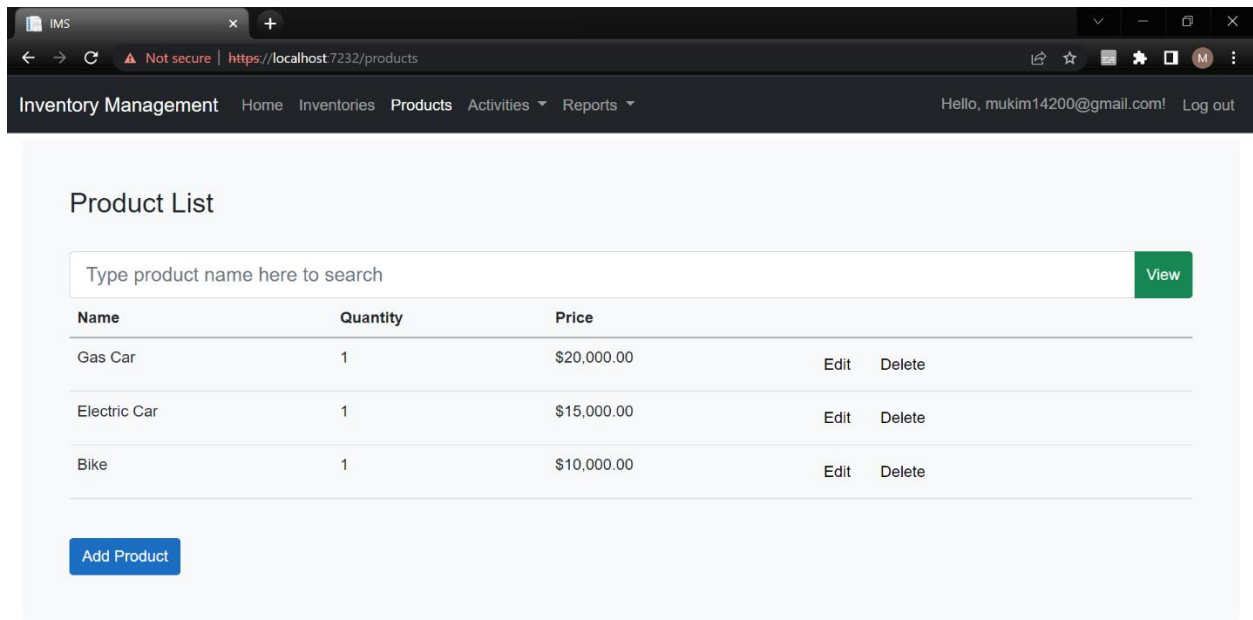 IMS
Not secure https://localhost:7232/products
M
Inventory Management Home Inventories Products Activities Reports Hello, mukim14200@gmail.com! Log out
Product List
Type product name here to search View
Name Quantity Price
Gas Car 1 $20,000.00 Edit Delete
Electric Car 1 $15,000.00 Edit Delete
Bike 1 $10,000.00 Edit Delete
Add Product